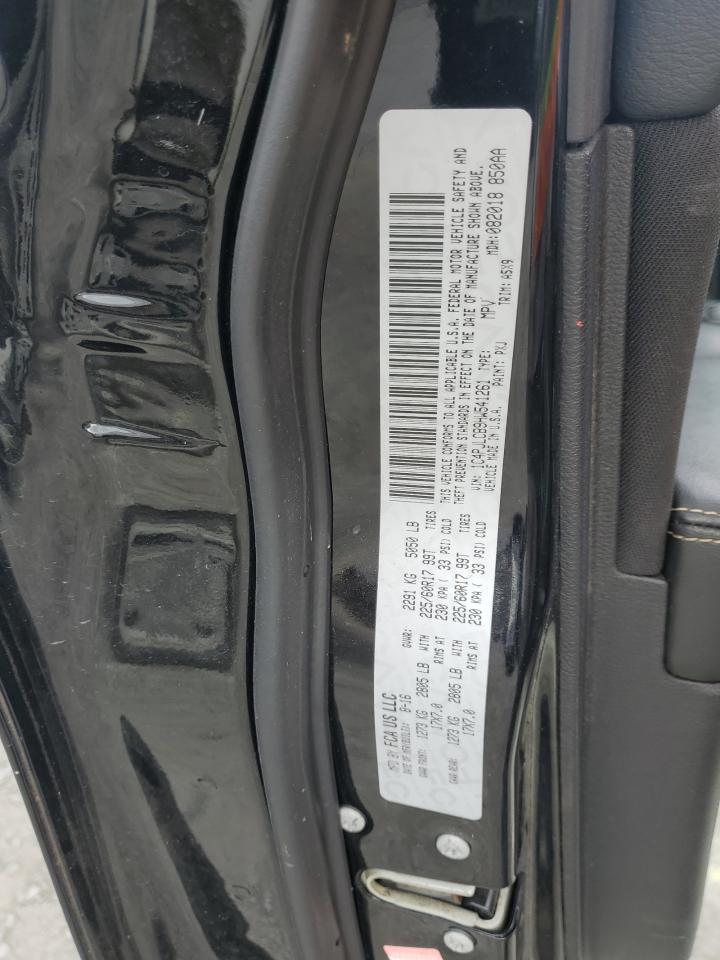 MFD BY FCA US LLC
DATE OF MFR 8-16 GVWR: 2291 KG 5050 LB
GAWR FRONT: 1273 KG 2805 LB WITH 225/60R17 99T TIRES
17X7.0 RIMS AT 230 KPA ( 33 PSI) COLD
GAWR REAR: 1273 KG 2805 LB WITH 225/60R17 99T TIRES
17X7.0 RIMS AT 230 KPA ( 33 PSI) COLD
THIS VEHICLE CONFORMS TO ALL APPLICABLE U.S.A. FEDERAL MOTOR VEHICLE SAFETY AND
THEFT PREVENTION STANDARDS IN EFFECT ON THE DATE OF MANUFACTURE SHOWN ABOVE.
VIN: 1C4PJLCB9HW541261 TYPE: MPV MDH:082018 850AA
VEHICLE MADE IN U.S.A. PAINT: PXJ TRIM: A5X9